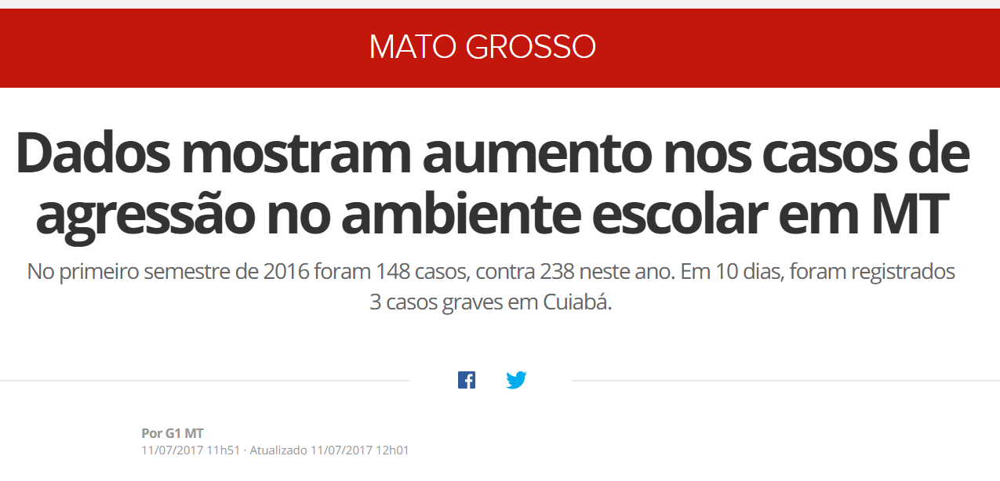 MATO GROSSO
Dados mostram aumento nos casos de
agressão no ambiente escolar em MT
No primeiro semestre de 2016 foram 148 casos, contra 238 neste ano. Em 10 dias, foram registrados
3 casos graves em Cuiabá.
Por G1 MT
11/07/2017 11h51 · Atualizado 11/07/2017 12h01